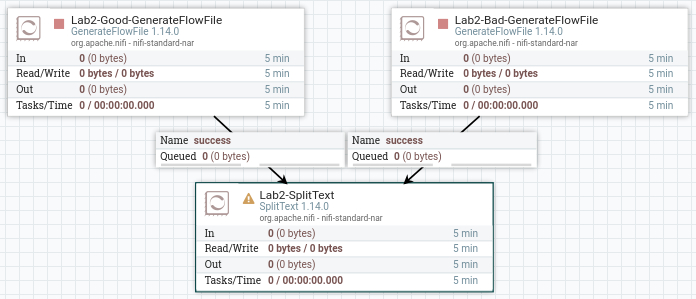 Lab2-Good-GenerateFlowFile
GenerateFlowFile 1.14.0
org.apache.nifi - nifi-standard-nar
In 0 (0 bytes) 5 min
Read/Write 0 bytes / 0 bytes 5 min
Out 0 (0 bytes) 5 min
Tasks/Time 0 / 00:00:00.000 5 min
Lab2-Bad-GenerateFlowFile
GenerateFlowFile 1.14.0
org.apache.nifi - nifi-standard-nar
In 0 (0 bytes) 5 min
Read/Write 0 bytes / 0 bytes 5 min
Out 0 (0 bytes) 5 min
Tasks/Time 0 / 00:00:00.000 5 min
Name success
Queued 0 (0 bytes)
Name success
Queued 0 (0 bytes)
Lab2-SplitText
SplitText 1.14.0
org.apache.nifi - nifi-standard-nar
In 0 (0 bytes) 5 min
Read/Write 0 bytes / 0 bytes 5 min
Out 0 (0 bytes) 5 min
Tasks/Time 0 / 00:00:00.000 5 min